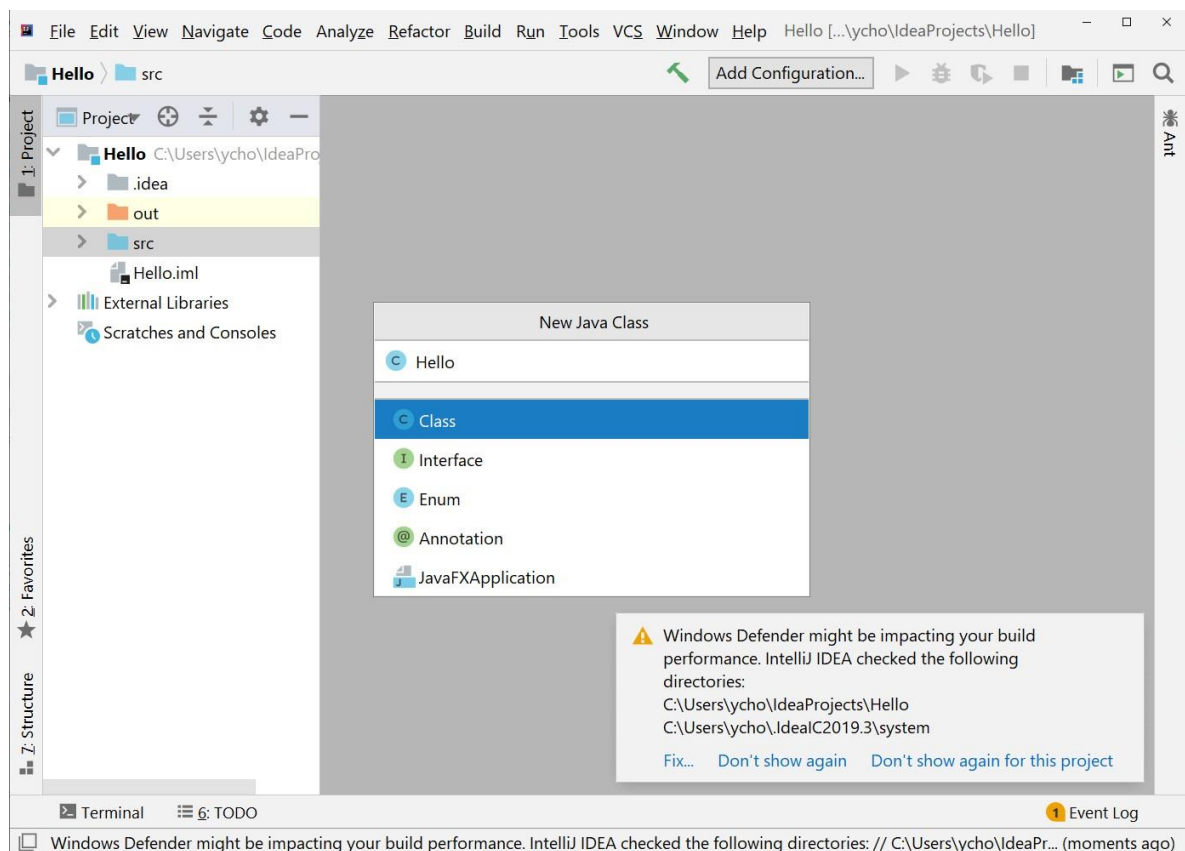 File Edit View Navigate Code Analyze Refactor Build Run Tools VCS Window Help Hello [...\ycho\IdeaProjects\Hello]
Hello src
Add Configuration...
1: Project
Project
Hello C:\Users\ycho\IdeaPro
.idea
out
src
Hello.iml
External Libraries
Scratches and Consoles
Ant
New Java Class
C Hello
C Class
I Interface
E Enum
@ Annotation
J JavaFXApplication
2: Favorites
7: Structure
Windows Defender might be impacting your build
performance. IntelliJ IDEA checked the following
directories:
C:\Users\ycho\IdeaProjects\Hello
C:\Users\ycho\.IdeaIC2019.3\system
Fix... Don't show again Don't show again for this project
Terminal 6: TODO
1 Event Log
Windows Defender might be impacting your build performance. IntelliJ IDEA checked the following directories: // C:\Users\ycho\IdeaPr... (moments ago)